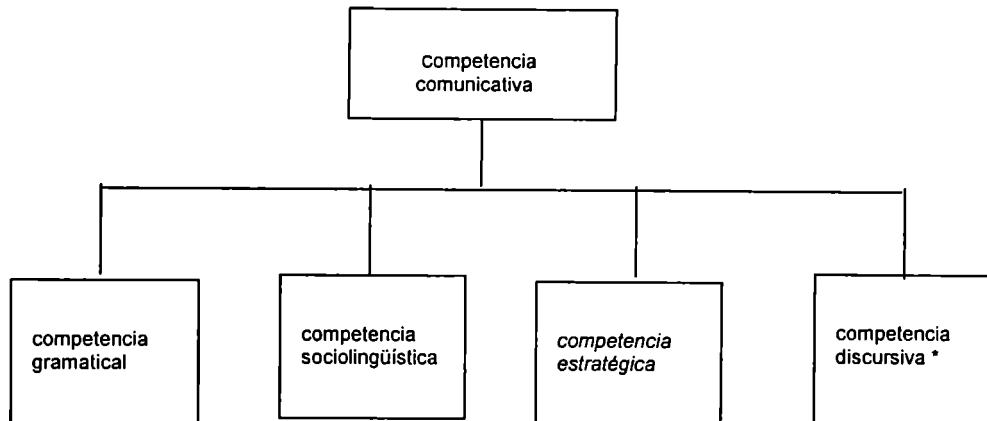 competencia
comunicativa
competencia
gramatical
competencia
sociolingüística
competencia
estratégica
competencia
discursiva *